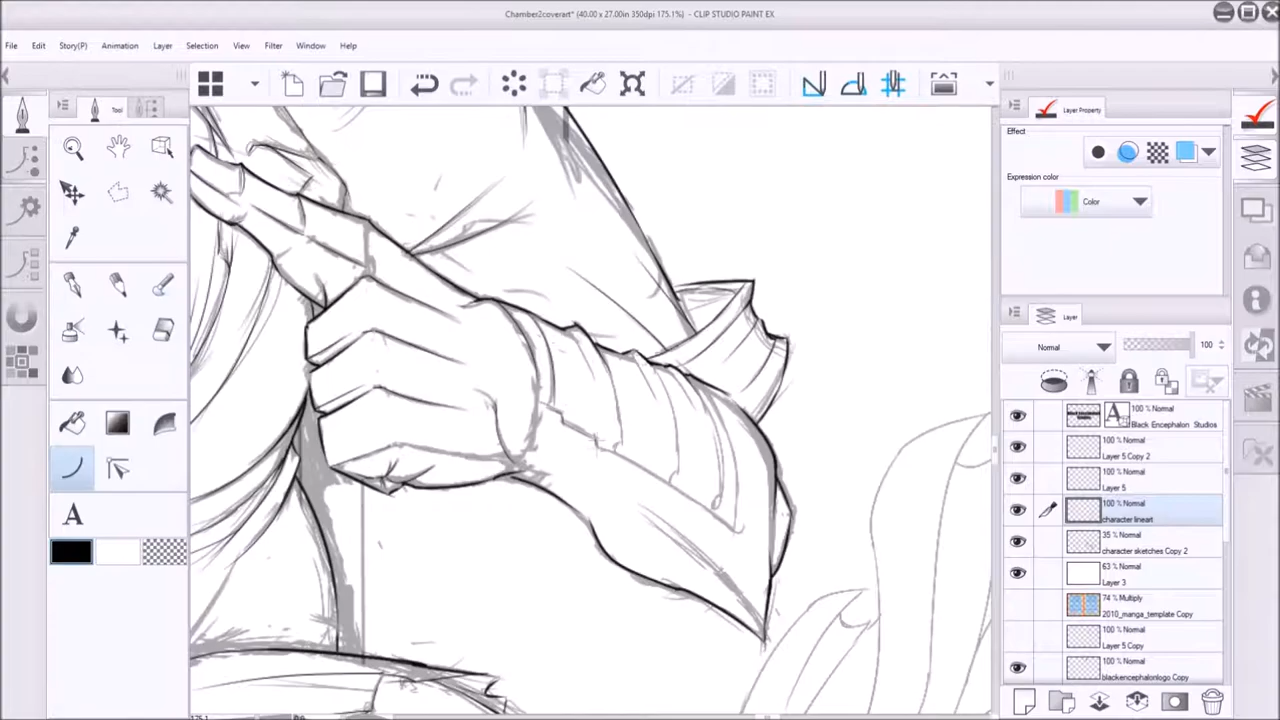 Chamber2coverart* (40.00 x 27.00in 350dpi 175.1%) - CLIP STUDIO PAINT EX
File Edit Story(P) Animation Layer Selection View Filter Window Help
Tool
Layer Property
Effect
Expression color
Color
Layer
Normal 100
100 % Normal
Black Encephalon Studios
100 % Normal
Layer 5 Copy 2
100 % Normal
Layer 5
100 % Normal
character lineart
35 % Normal
character sketches Copy 2
63 % Normal
Layer 3
74 % Multiply
2010_manga_template Copy
100 % Normal
Layer 5 Copy
100 % Normal
blackencephalonlogo Copy
A
A
175.1